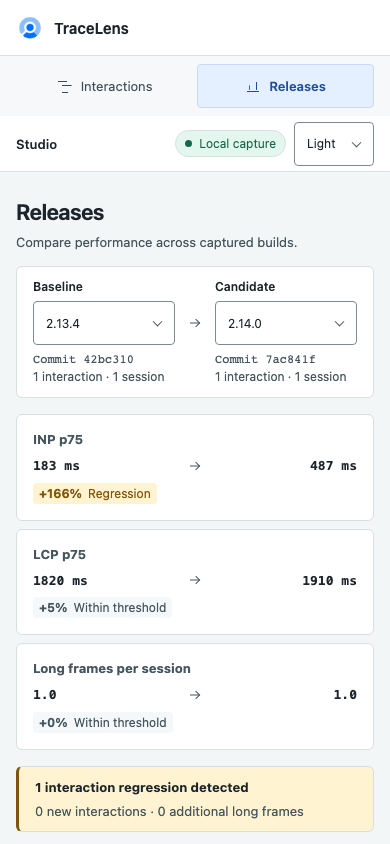 TraceLens
Interactions
Releases
Studio
Local capture
Light
Releases
Compare performance across captured builds.
Baseline
Candidate
2.13.4
→
2.14.0
Commit 42bc310
Commit 7ac841f
1 interaction · 1 session
1 interaction · 1 session
INP p75
183 ms → 487 ms
+166% Regression
LCP p75
1820 ms → 1910 ms
+5% Within threshold
Long frames per session
1.0 → 1.0
+0% Within threshold
1 interaction regression detected
0 new interactions · 0 additional long frames